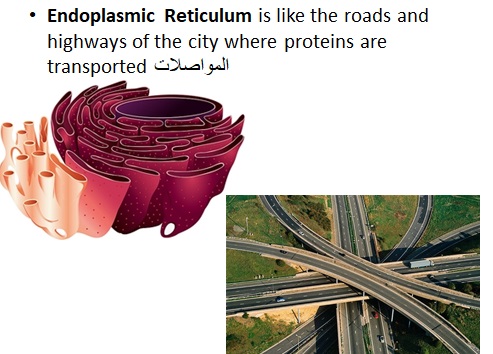 • Endoplasmic Reticulum is like the roads and
highways of the city where proteins are
transported المواصلات